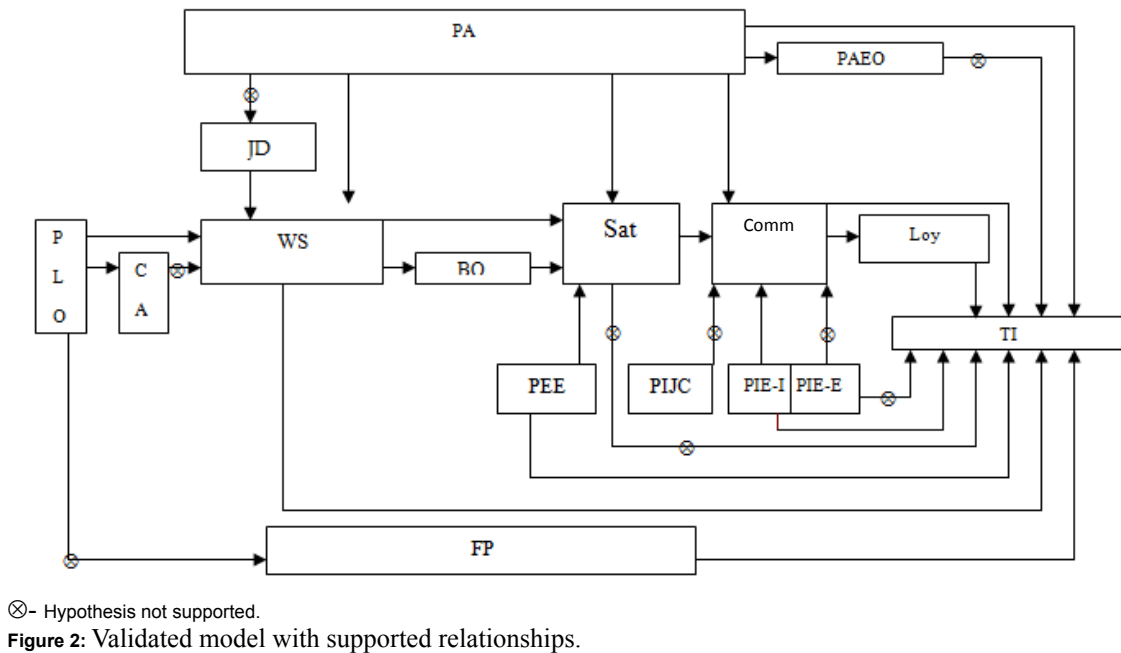 PA
PAEO
JD
P
L
O
C
A
WS
BO
Sat
Comm
Loy
TI
PEE
PIJC
PIE-I
PIE-E
FP
⊗- Hypothesis not supported.
Figure 2: Validated model with supported relationships.